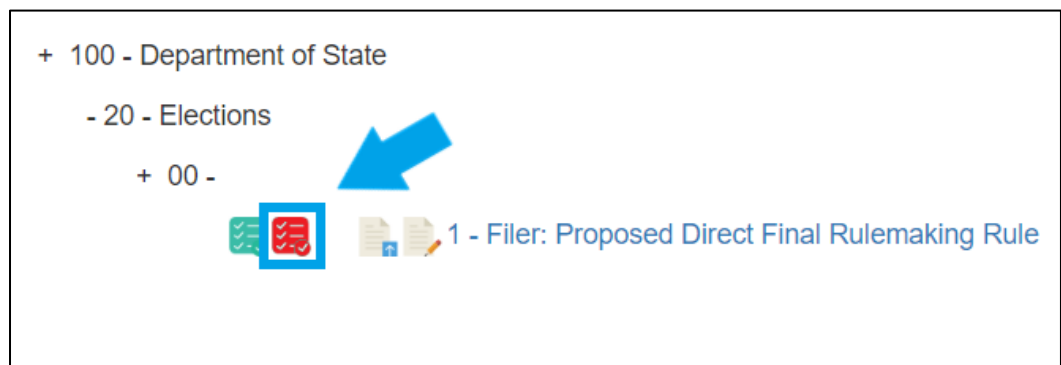 + 100 - Department of State
- 20 - Elections
+ 00 -
1 - Filer: Proposed Direct Final Rulemaking Rule